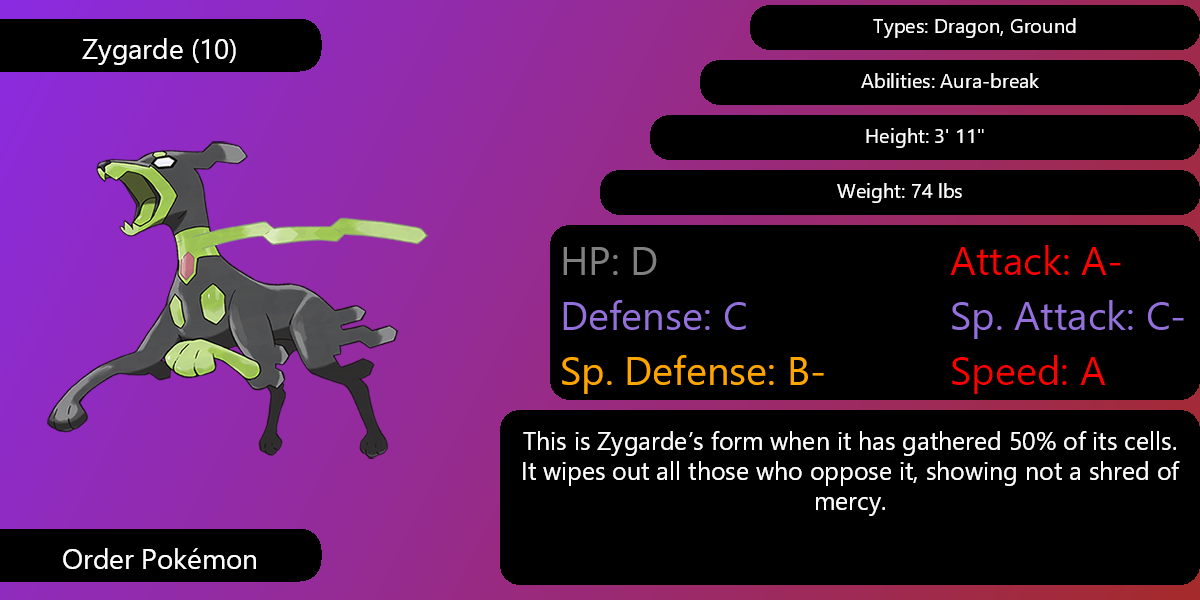 Zygarde (10)
Types: Dragon, Ground
Abilities: Aura-break
Height: 3' 11"
Weight: 74 lbs
HP: D
Attack: A-
Defense: C
Sp. Attack: C-
Sp. Defense: B-
Speed: A
This is Zygarde’s form when it has gathered 50% of its cells.
It wipes out all those who oppose it, showing not a shred of
mercy.
Order Pokémon